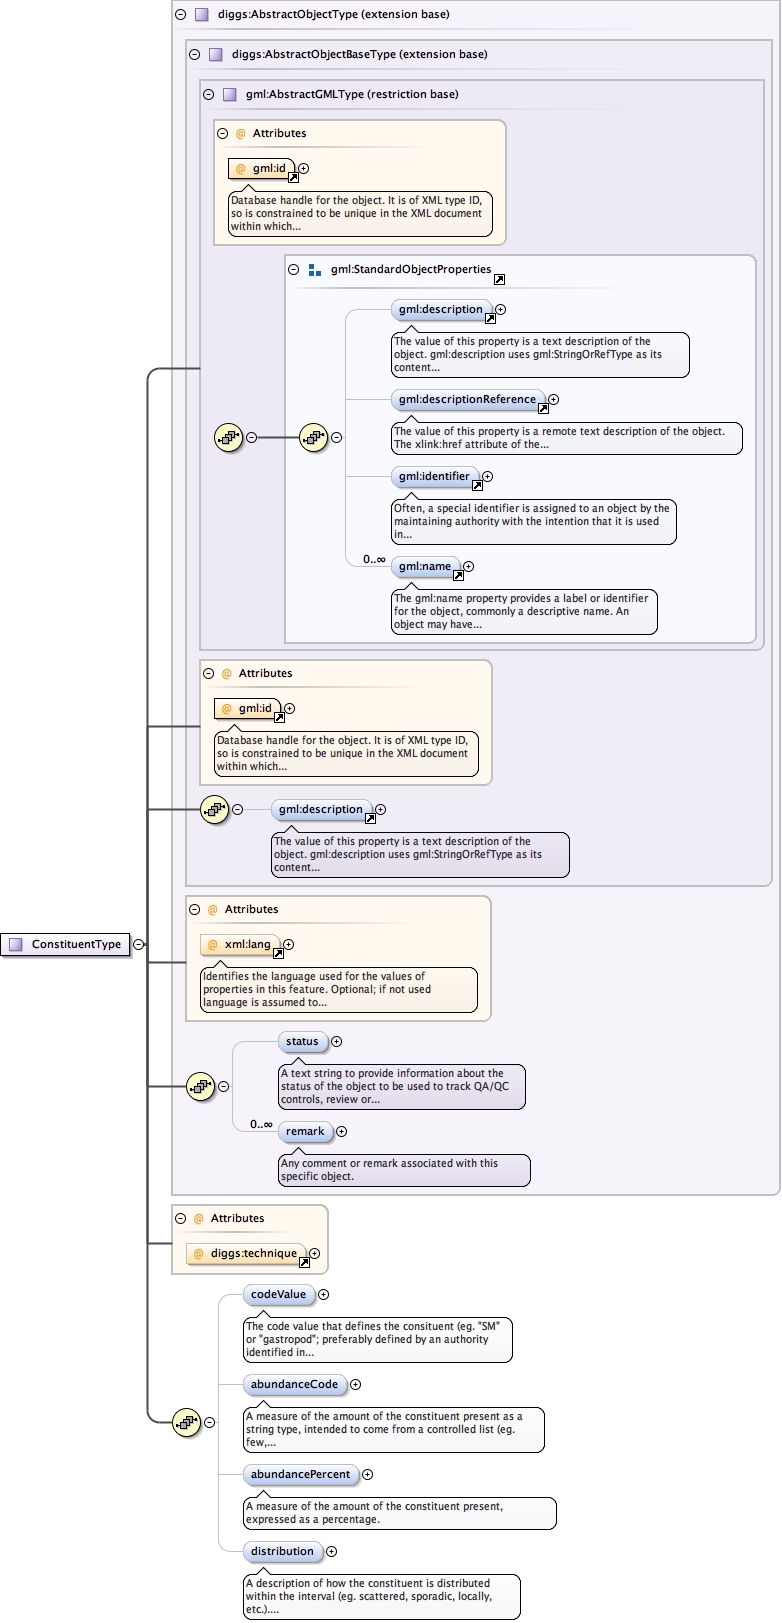 diggs:AbstractObjectType (extension base)
diggs:AbstractObjectBaseType (extension base)
gml:AbstractGMLType (restriction base)
@ Attributes
@ gml:id
Database handle for the object. It is of XML type ID,
so is constrained to be unique in the XML document
within which...
gml:StandardObjectProperties
gml:description
The value of this property is a text description of the
object. gml:description uses gml:StringOrRefType as its
content...
gml:descriptionReference
The value of this property is a remote text description of the object.
The xlink:href attribute of the...
gml:identifier
Often, a special identifier is assigned to an object by the
maintaining authority with the intention that it is used
in...
0..∞
gml:name
The gml:name property provides a label or identifier
for the object, commonly a descriptive name. An
object may have...
@ Attributes
@ gml:id
Database handle for the object. It is of XML type ID,
so is constrained to be unique in the XML document
within which...
gml:description
The value of this property is a text description of the
object. gml:description uses gml:StringOrRefType as its
content...
@ Attributes
ConstituentType
@ xml:lang
Identifies the language used for the values of
properties in this feature. Optional; if not used
language is assumed to...
status
A text string to provide information about the
status of the object to be used to track QA/QC
controls, review or...
0..∞
remark
Any comment or remark associated with this
specific object.
@ Attributes
@ diggs:technique
codeValue
The code value that defines the consituent (eg. "SM"
or "gastropod"; preferably defined by an authority
identified in...
abundanceCode
A measure of the amount of the constituent present as a
string type, intended to come from a controlled list (eg.
few,...
abundancePercent
A measure of the amount of the constituent present,
expressed as a percentage.
distribution
A description of how the constituent is distributed
within the interval (eg. scattered, sporadic, locally,
etc.)....